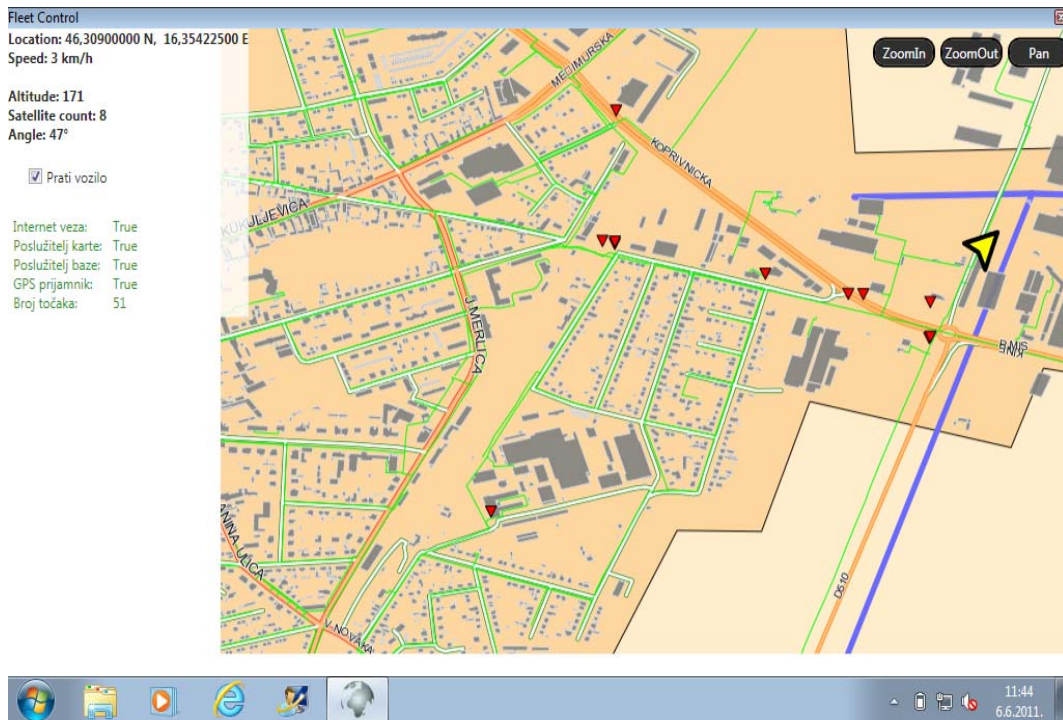 Fleet Control
Location: 46,30900000 N, 16,35422500 E
Speed: 3 km/h
Altitude: 171
Satellite count: 8
Angle: 47°
Prati vozilo
Internet veza: True
Poslužitelj karte: True
Poslužitelj baze: True
GPS prijamnik: True
Broj točaka: 51
ZoomIn ZoomOut Pan
KOPRIVNICKA
KUKULJEVIĆA
J.MERLICA
D510
V.NOVAKA
11:44
6.6.2011.